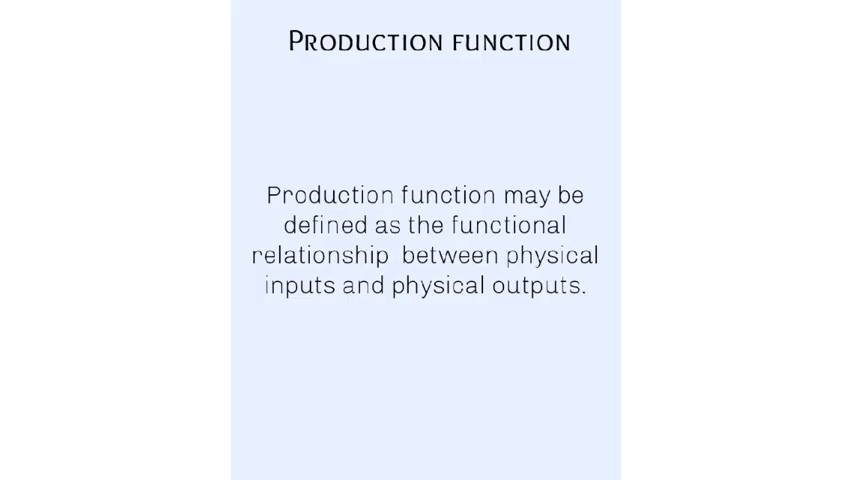 PRODUCTION FUNCTION
Production function may be
defined as the functional
relationship between physical
inputs and physical outputs.